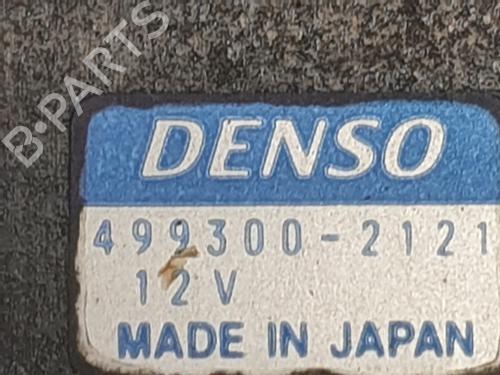 B-PARTS
DENSO
499300-2121
12V
MADE IN JAPAN